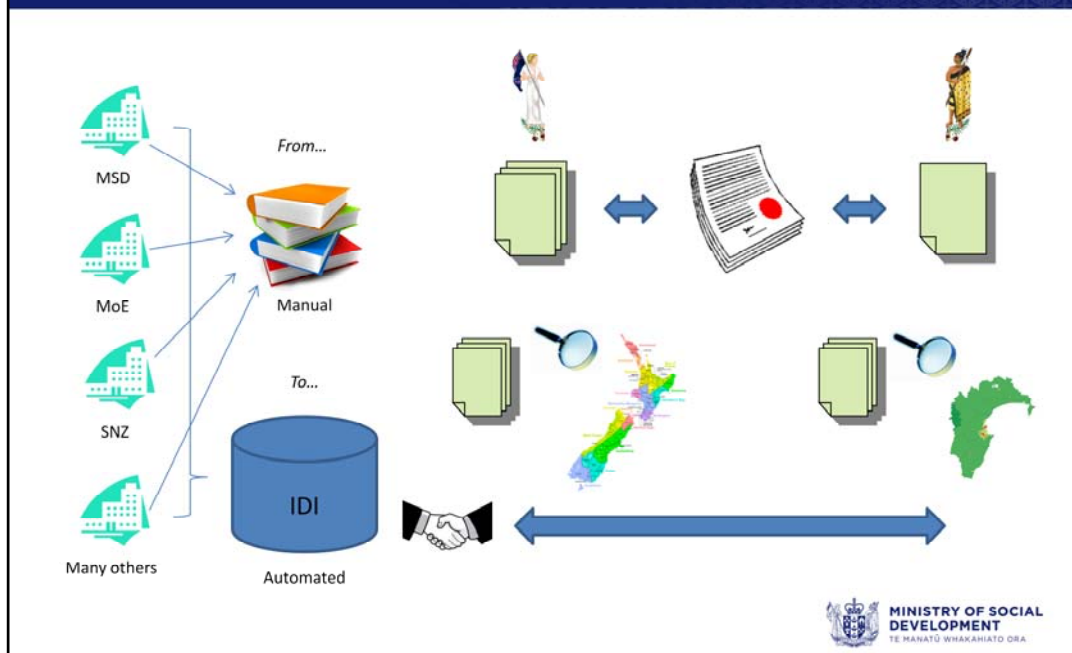 MSD
From...
MoE
Manual
To...
SNZ
IDI
Many others
Automated
MINISTRY OF SOCIAL
DEVELOPMENT
TE MANATŪ WHAKAHIATO ORA